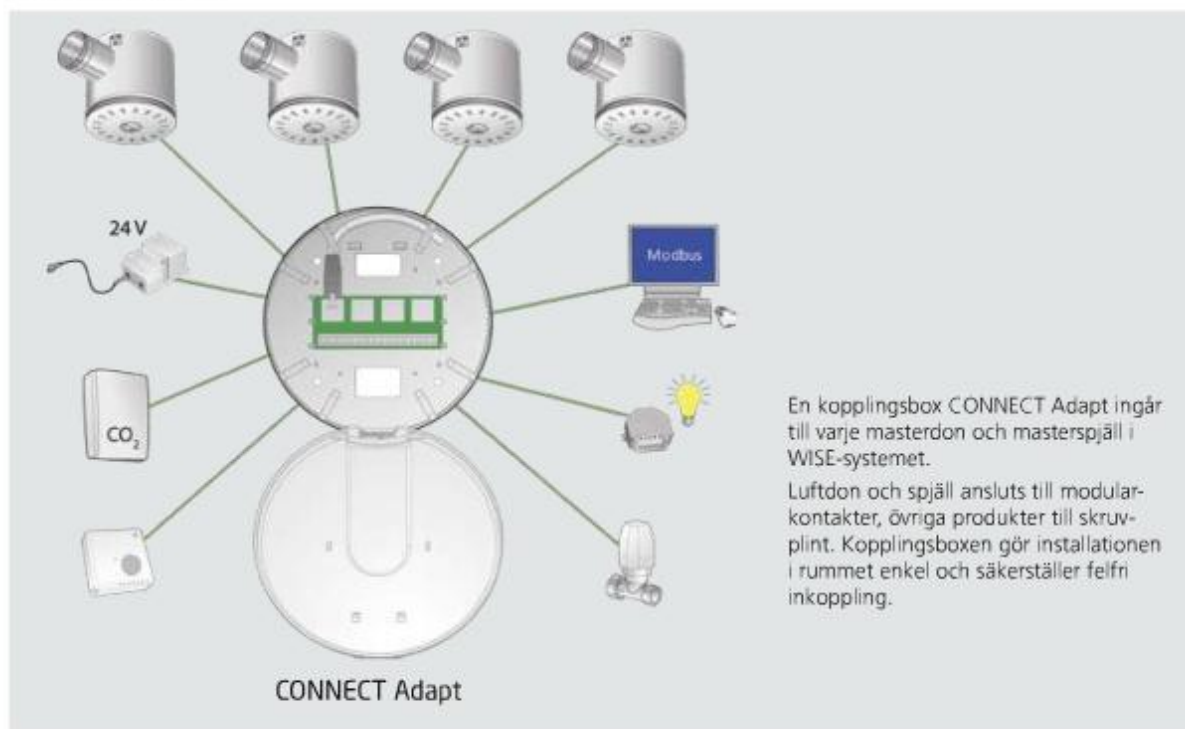 24 V
Modbus
CO₂
En kopplingsbox CONNECT Adapt ingår
till varje masterdon och masterspjäll i
WISE-systemet.
Luftdon och spjäll ansluts till modular-
kontakter, övriga produkter till skruv-
plint. Kopplingsboxen gör installationen
i rummet enkel och säkerställer felfri
inkoppling.
CONNECT Adapt